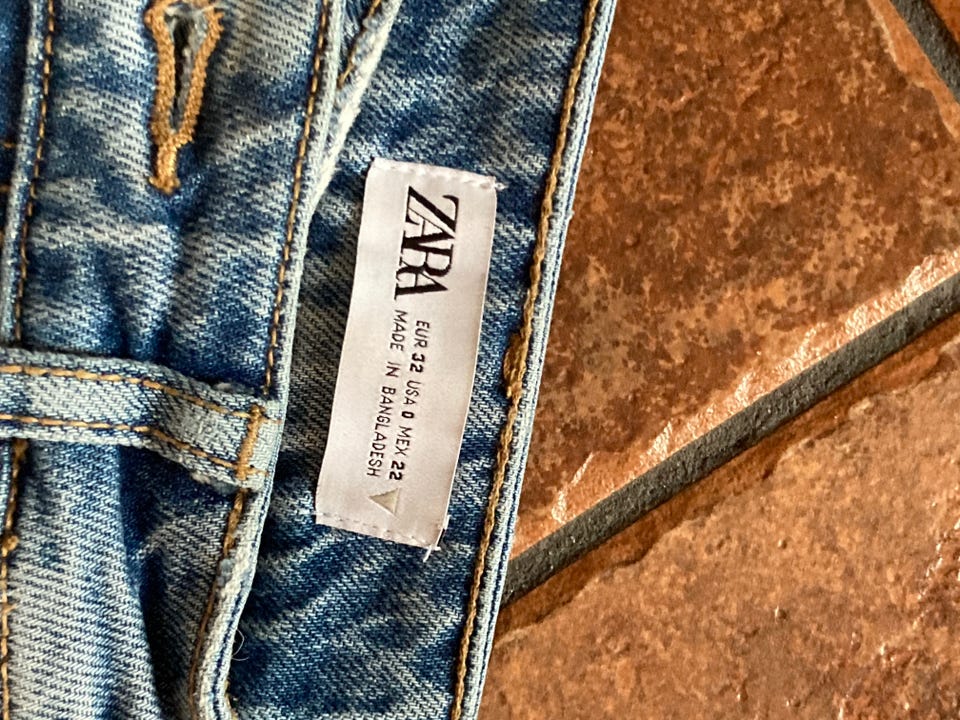 ZARA
EUR 32 USA 0 MEX 22
MADE IN BANGLADESH